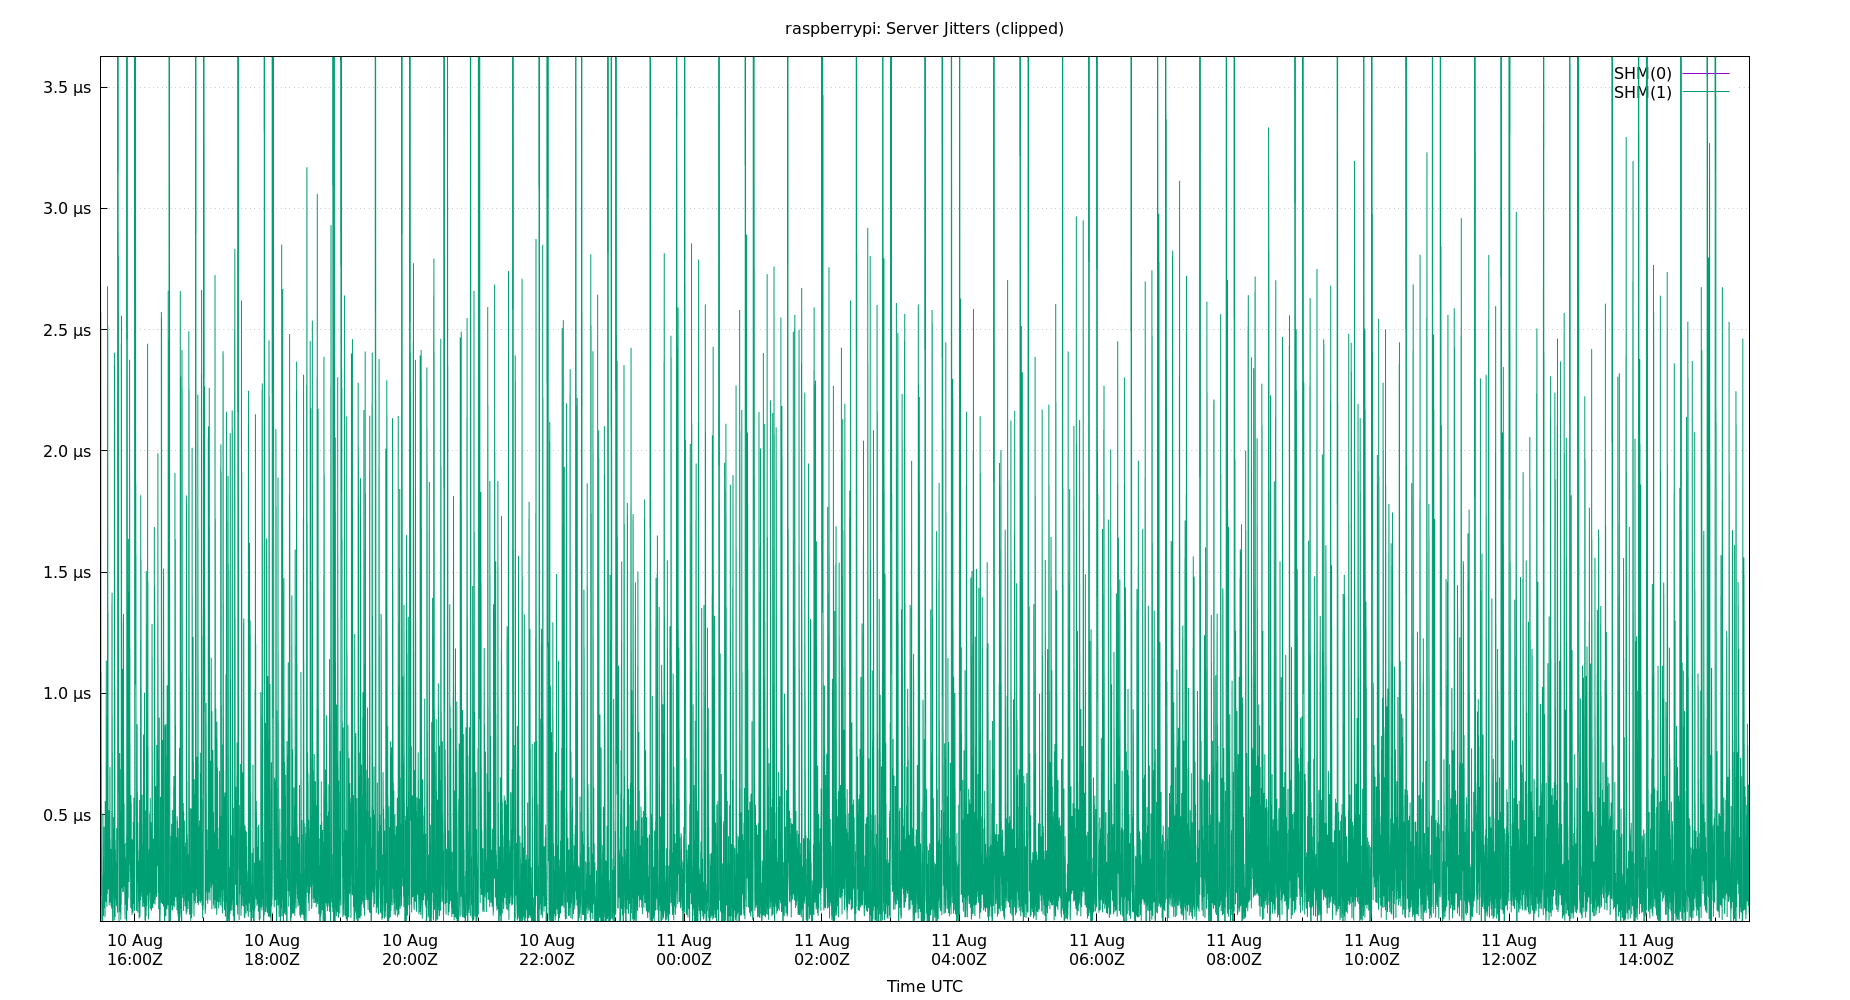 raspberrypi: Server Jitters (clipped)
SHM(0)
SHM(1)
3.5 µs
3.0 µs
2.5 µs
2.0 µs
1.5 µs
1.0 µs
0.5 µs
10 Aug 10 Aug 10 Aug 10 Aug 11 Aug 11 Aug 11 Aug 11 Aug 11 Aug 11 Aug 11 Aug 11 Aug
16:00Z 18:00Z 20:00Z 22:00Z 00:00Z 02:00Z 04:00Z 06:00Z 08:00Z 10:00Z 12:00Z 14:00Z
Time UTC